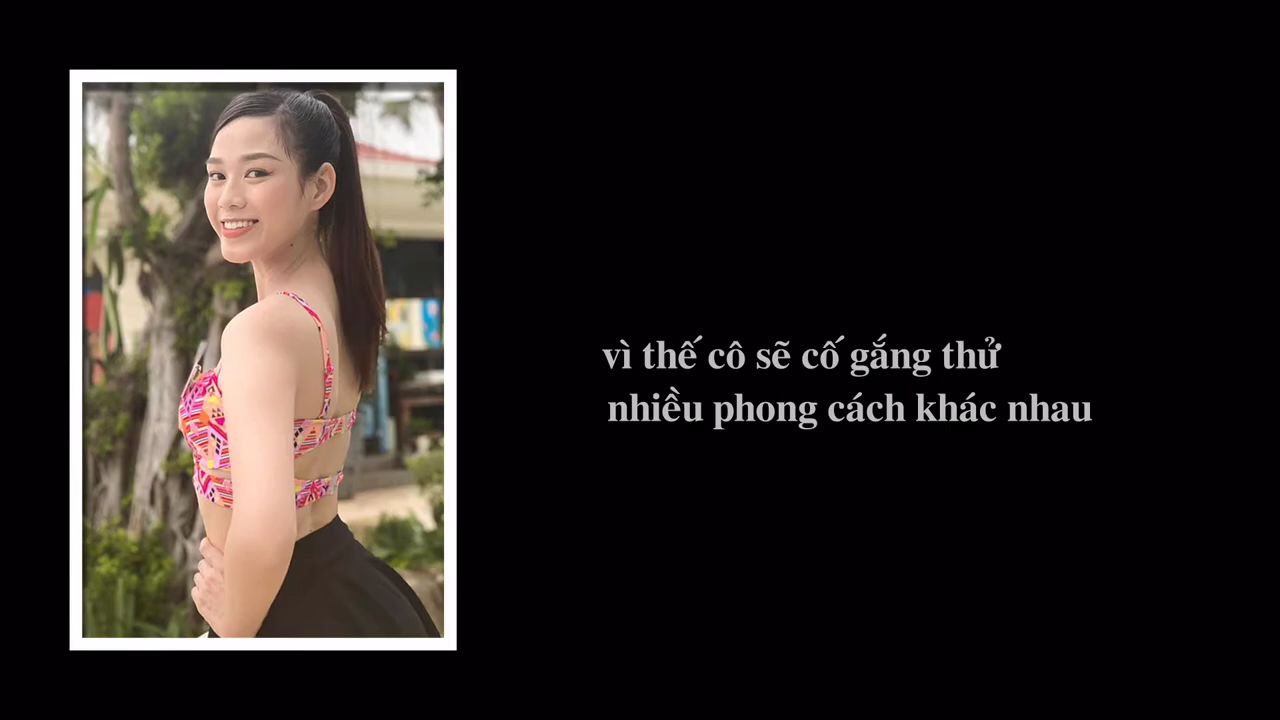 vì thế cô sẽ cố gắng thử
nhiều phong cách khác nhau